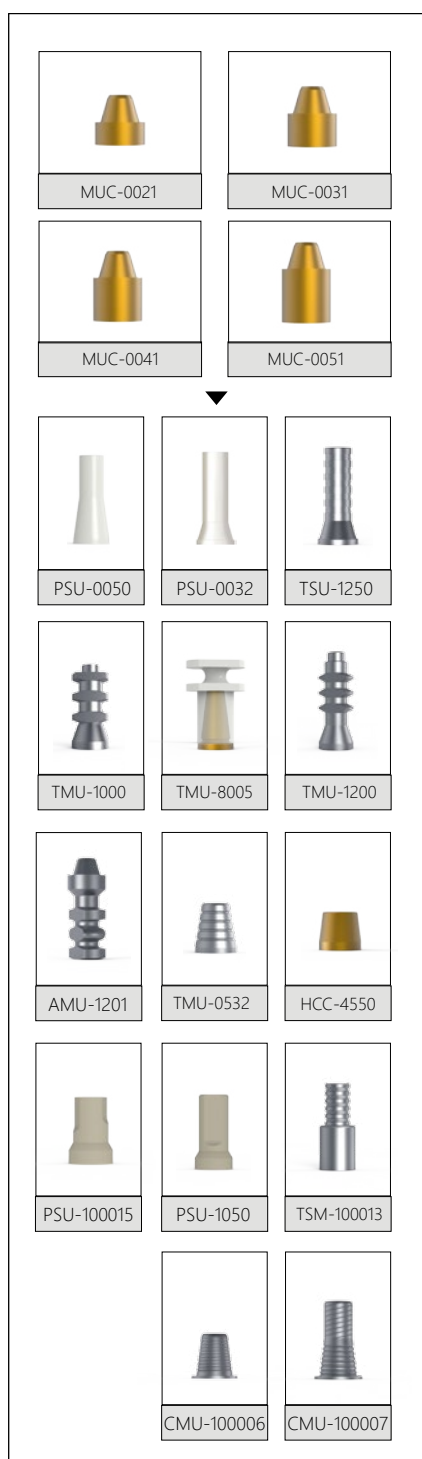 MUC-0021
MUC-0031
MUC-0041
MUC-0051
PSU-0050
PSU-0032
TSU-1250
TMU-1000
TMU-8005
TMU-1200
AMU-1201
TMU-0532
HCC-4550
PSU-100015
PSU-1050
TSM-100013
CMU-100006
CMU-100007